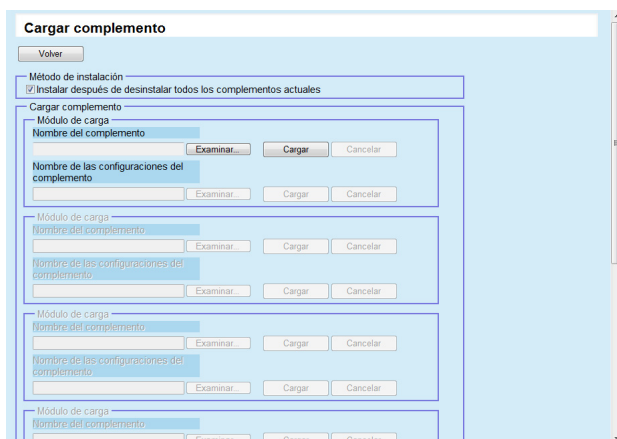 Cargar complemento
Volver
Método de instalación
Instalar después de desinstalar todos los complementos actuales
Cargar complemento
Módulo de carga
Nombre del complemento
Examinar... Cargar Cancelar
Nombre de las configuraciones del
complemento
Examinar... Cargar Cancelar
Módulo de carga
Nombre del complemento
Examinar... Cargar Cancelar
Nombre de las configuraciones del
complemento
Examinar... Cargar Cancelar
Módulo de carga
Nombre del complemento
Examinar... Cargar Cancelar
Nombre de las configuraciones del
complemento
Examinar... Cargar Cancelar
Módulo de carga
Nombre del complemento
Examinar... Cargar Cancelar